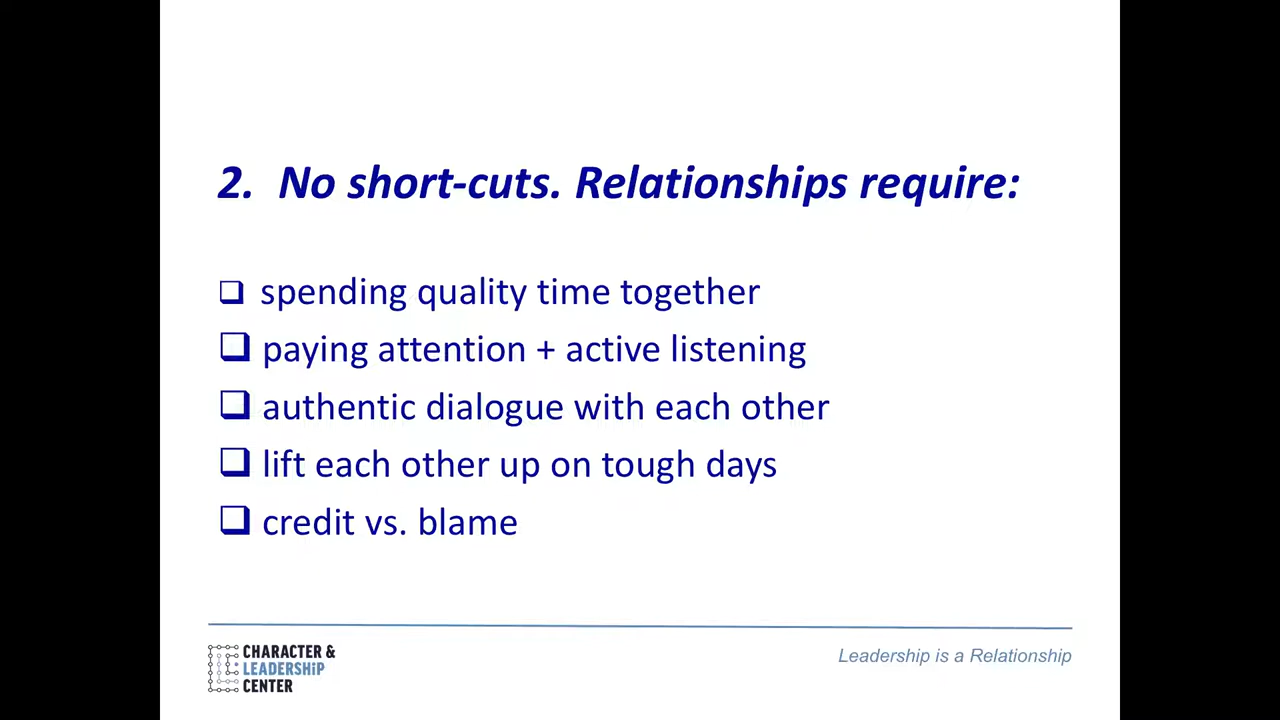 2. No short-cuts. Relationships require:
❑ spending quality time together
❑ paying attention + active listening
❑ authentic dialogue with each other
❑ lift each other up on tough days
❑ credit vs. blame
CHARACTER &
LEADERSHiP
CENTER
Leadership is a Relationship